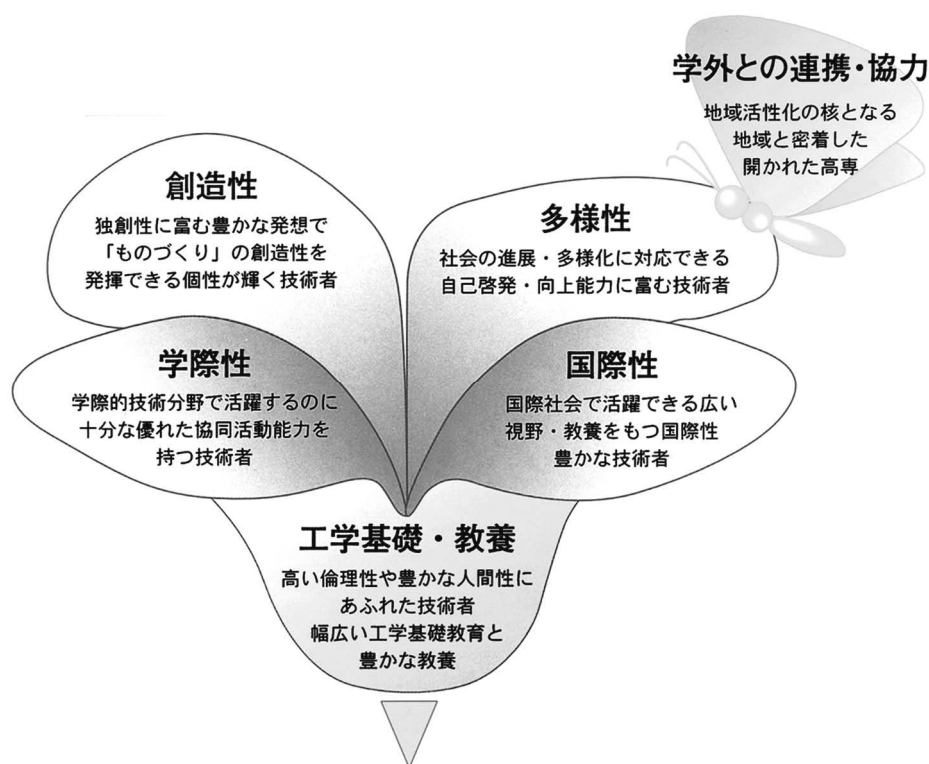 学外との連携・協力
地域活性化の核となる
地域と密着した
開かれた高専
創造性
独創性に富む豊かな発想で
「ものづくり」の創造性を
発揮できる個性が輝く技術者
多様性
社会の進展・多様化に対応できる
自己啓発・向上能力に富む技術者
学際性
学際的技術分野で活躍するのに
十分な優れた協同活動能力を
持つ技術者
国際性
国際社会で活躍できる広い
視野・教養をもつ国際性
豊かな技術者
工学基礎・教養
高い倫理性や豊かな人間性に
あふれた技術者
幅広い工学基礎教育と
豊かな教養